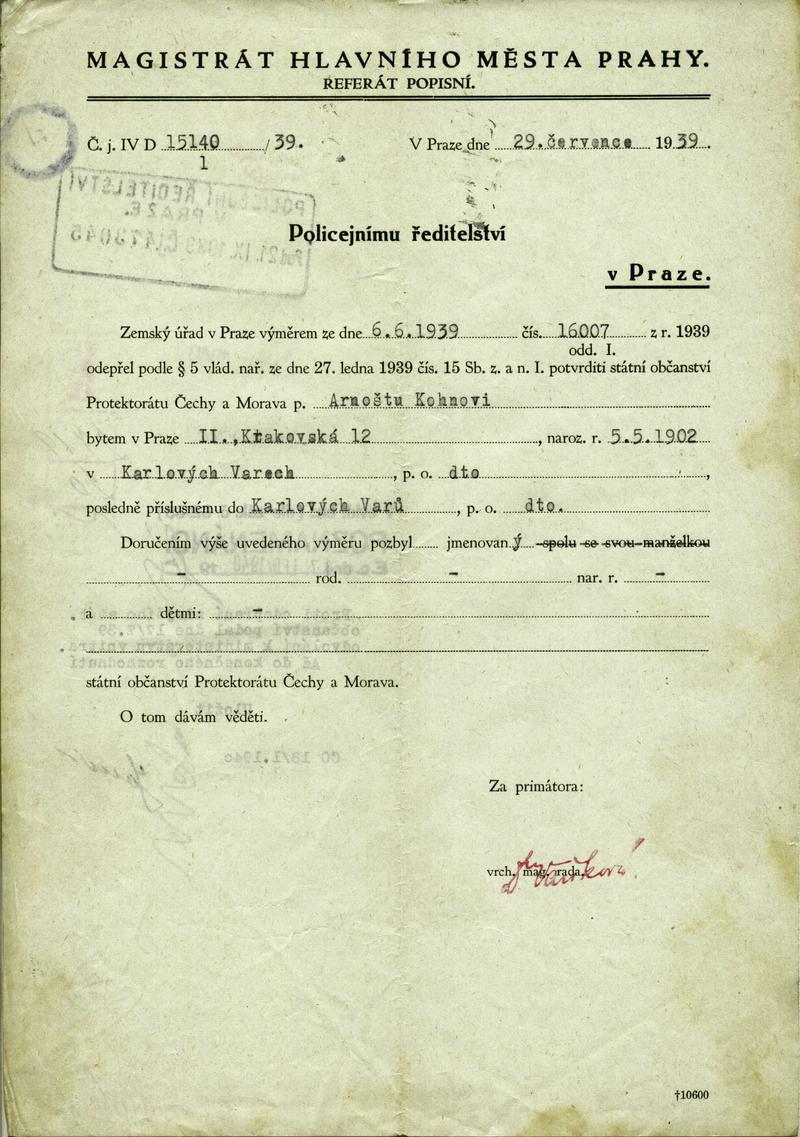 MAGISTRÁT HLAVNÍHO MĚSTA PRAHY.
REFERÁT POPISNÍ.
Č. j. IV D 15140 / 39. V Praze dne 29. července 1939.
1
Policejnímu ředitelství
v Praze.
Zemský úřad v Praze výměrem ze dne 6.6.1939 čís. 16007 z r. 1939
odd. I.
odepřel podle § 5 vlád. nař. ze dne 27. ledna 1939 čís. 15 Sb. z. a n. I. potvrditi státní občanství
Protektorátu Čechy a Morava p. Arnoštu Kohnovi
bytem v Praze II., Krakovská 12, naroz. r. 5.5.1902
v Karlových Varech, p. o. dto,
posledně příslušnému do Karlových Varů, p. o. dto.
Doručením výše uvedeného výměru pozbyl jmenovaný spolu se svou manželkou
- rod. - nar. r. -
a dětmi: -
státní občanství Protektorátu Čechy a Morava.
O tom dávám věděti.
Za primátora:
vrch. mag. rada.
†10600